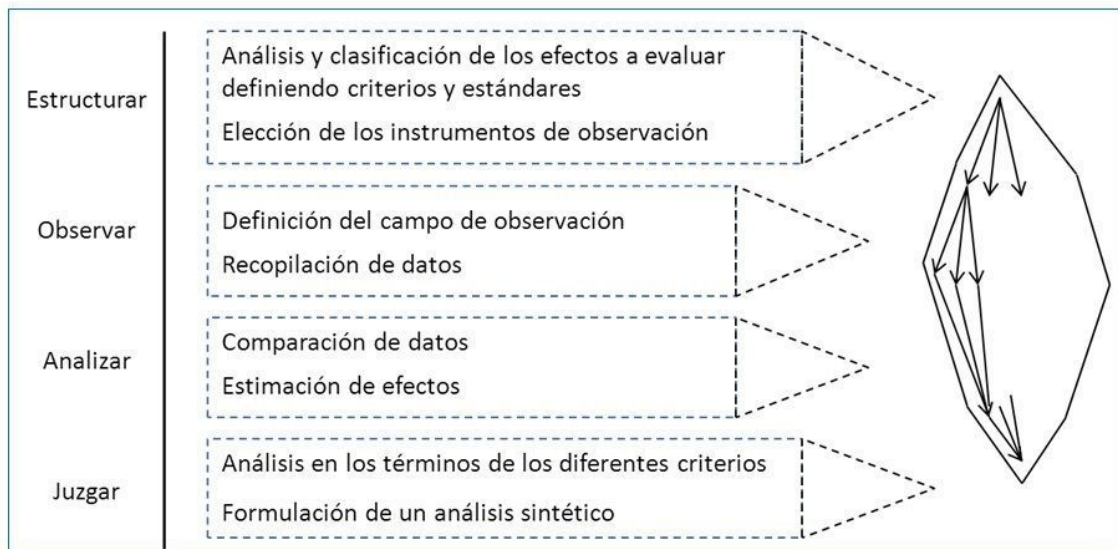 Estructurar
Análisis y clasificación de los efectos a evaluar
definiendo criterios y estándares
Elección de los instrumentos de observación
Observar
Definición del campo de observación
Recopilación de datos
Analizar
Comparación de datos
Estimación de efectos
Juzgar
Análisis en los términos de los diferentes criterios
Formulación de un análisis sintético